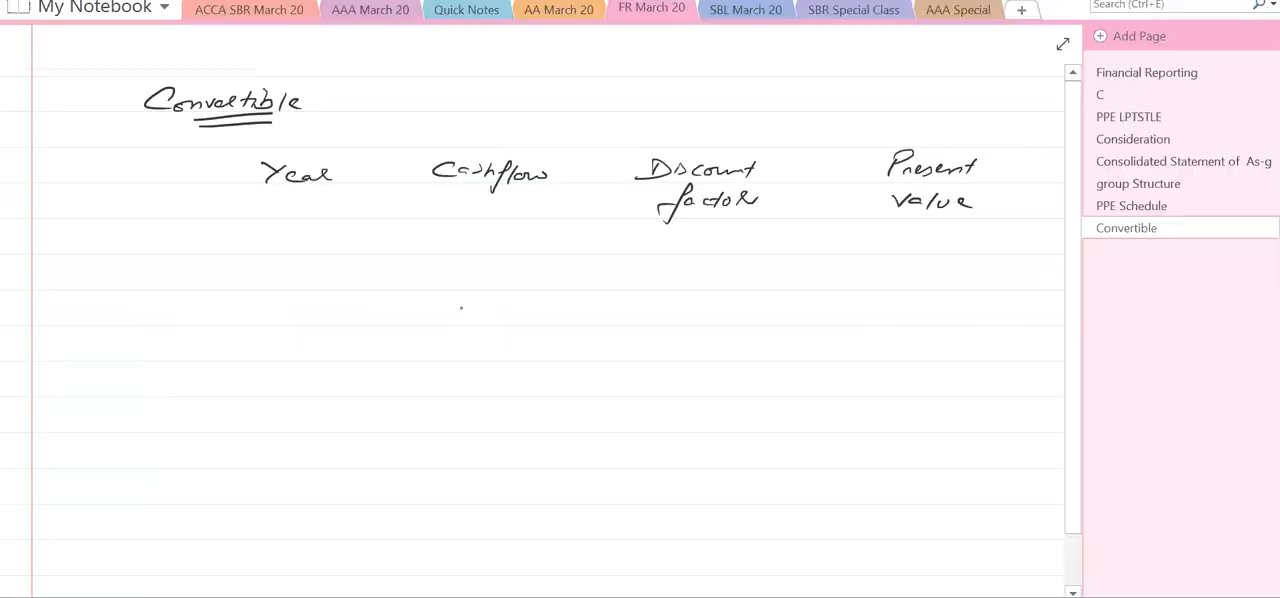 My Notebook
ACCA SBR March 20
AAA March 20
Quick Notes
AA March 20
FR March 20
SBL March 20
SBR Special Class
AAA Special
+
Search (Ctrl+E)
Add Page
Financial Reporting
C
PPE LPTSTLE
Consideration
Consolidated Statement of As-g
group Structure
PPE Schedule
Convertible
Convertible
Year Cashflow Discount Present
factor value